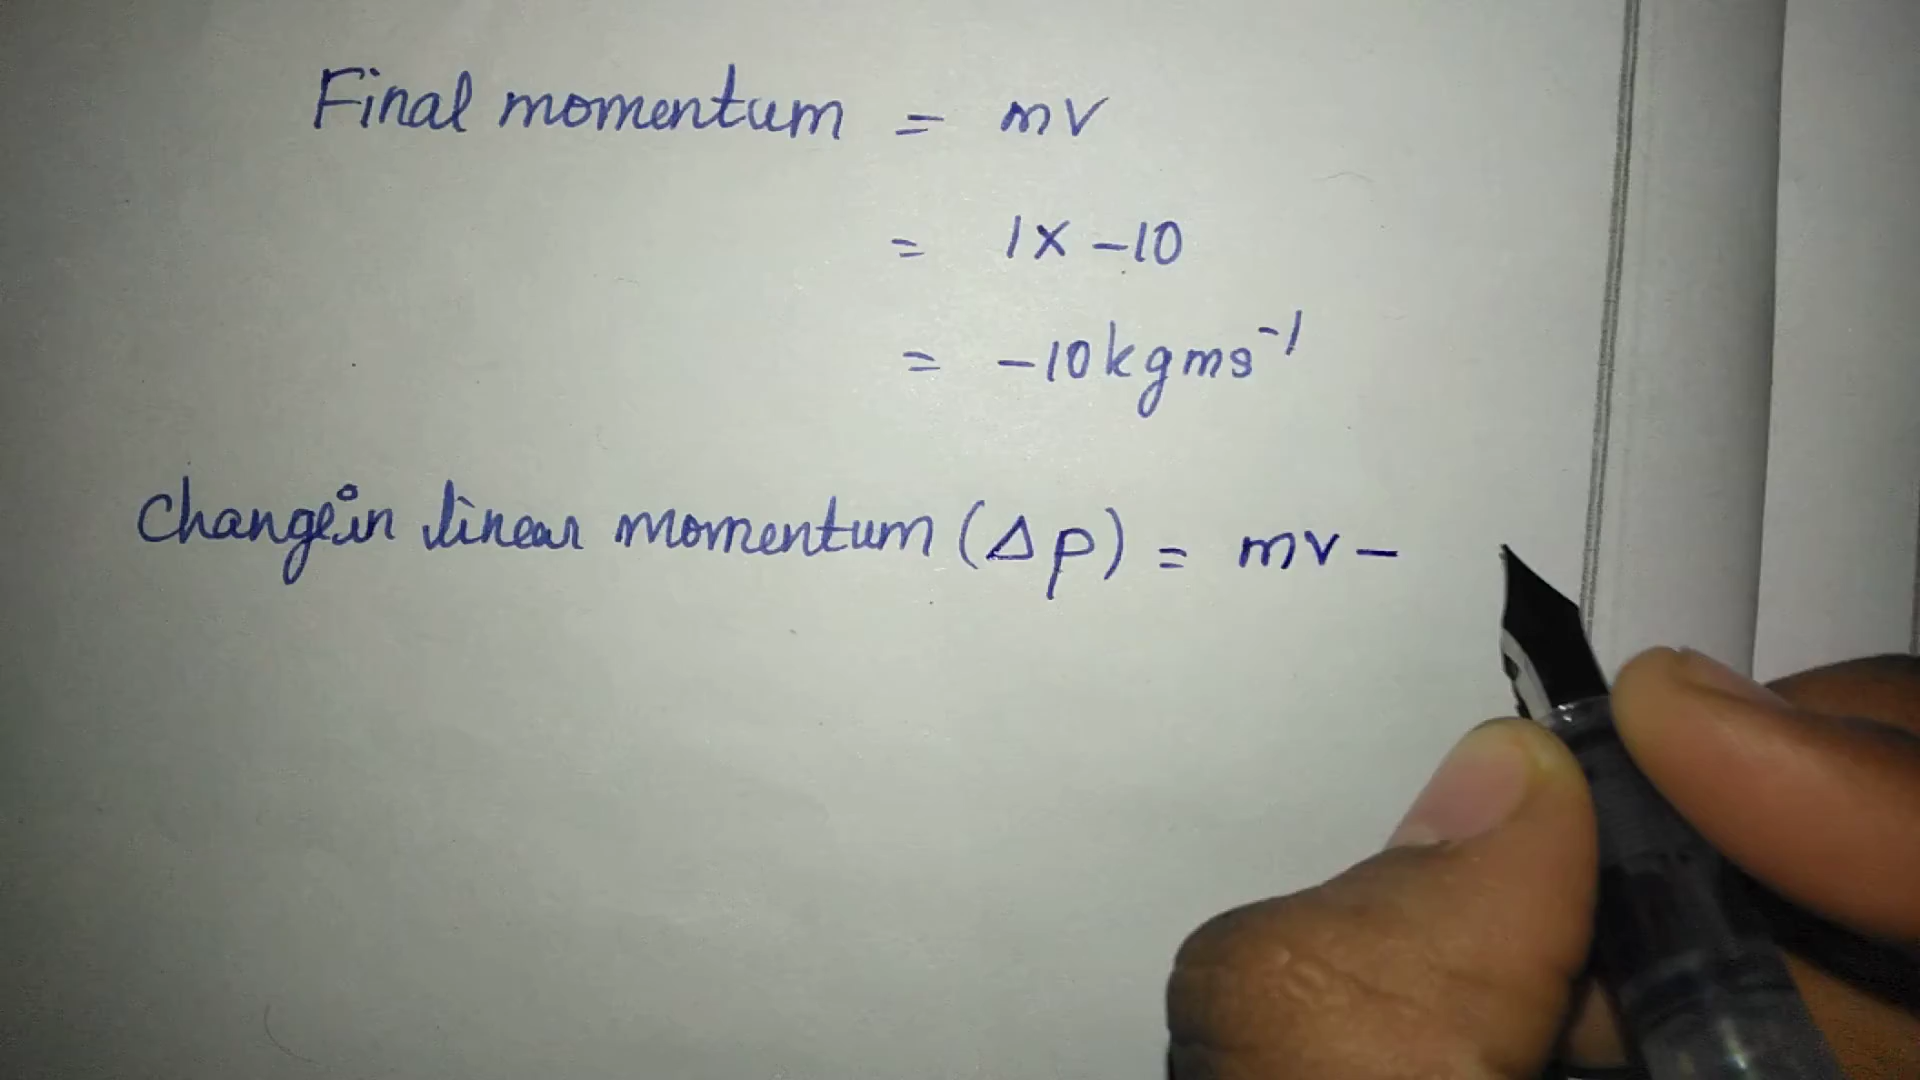 Final momentum = mv
= 1x -10
= -10kgms⁻¹
Changein linear momentum (Δp) = mv -